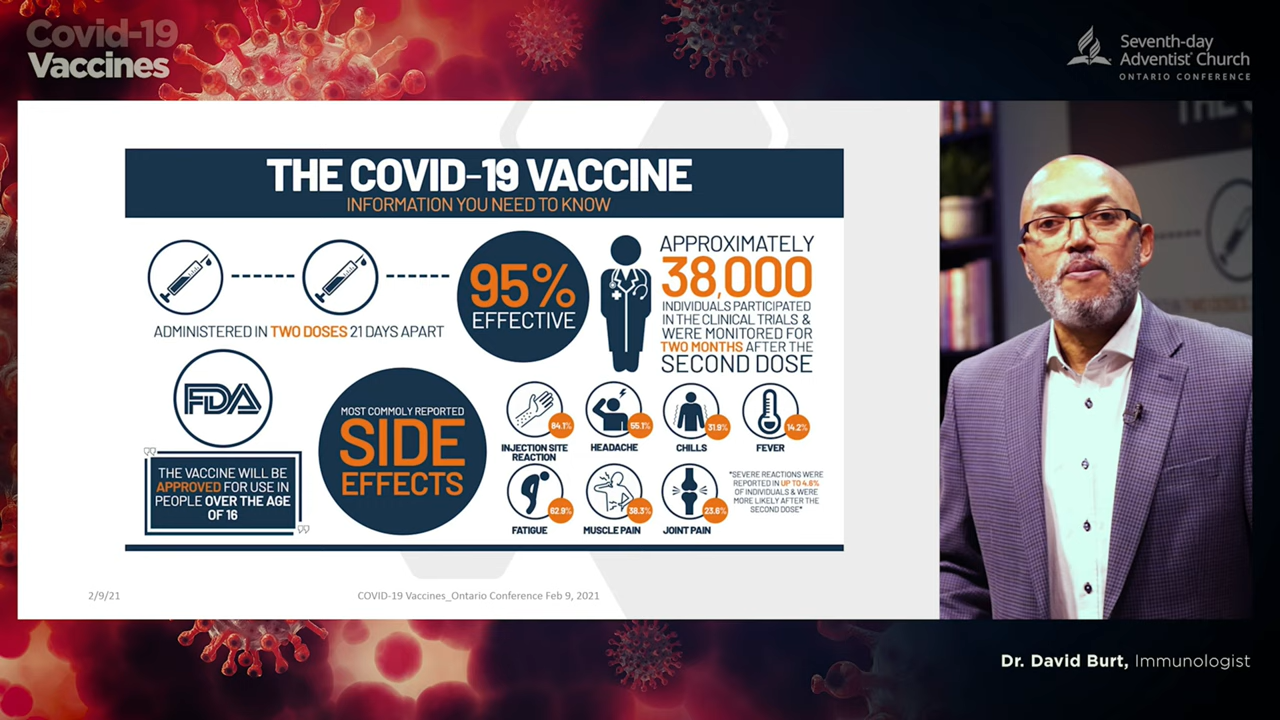 Covid-19
Vaccines
Seventh-day
Adventist® Church
ONTARIO CONFERENCE
THE COVID-19 VACCINE
INFORMATION YOU NEED TO KNOW
ADMINISTERED IN TWO DOSES 21 DAYS APART
95%
EFFECTIVE
APPROXIMATELY
38,000
INDIVIDUALS PARTICIPATED
IN THE CLINICAL TRIALS &
WERE MONITORED FOR
TWO MONTHS AFTER THE
SECOND DOSE
FDA
"THE VACCINE WILL BE
APPROVED FOR USE IN
PEOPLE OVER THE AGE
OF 16"
MOST COMMOLY REPORTED
SIDE
EFFECTS
84.1%
INJECTION SITE
REACTION
55.1%
HEADACHE
31.9%
CHILLS
14.2%
FEVER
62.9%
FATIGUE
38.3%
MUSCLE PAIN
23.6%
JOINT PAIN
*SEVERE REACTIONS WERE
REPORTED IN UP TO 4.6%
OF INDIVIDUALS & WERE
MORE LIKELY AFTER THE
SECOND DOSE*
2/9/21
COVID-19 Vaccines_Ontario Conference Feb 9, 2021
Dr. David Burt, Immunologist